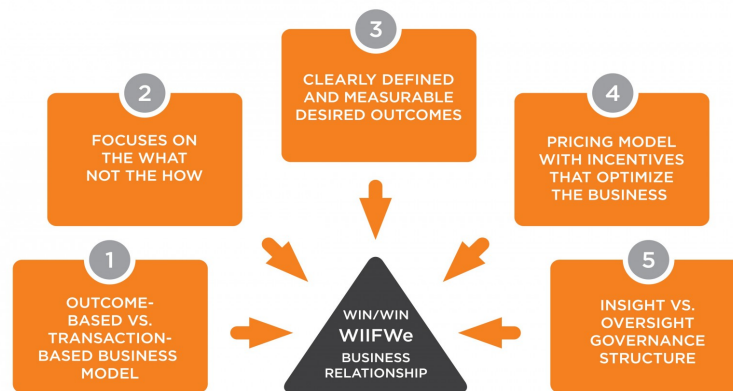 1
OUTCOME-
BASED VS.
TRANSACTION-
BASED BUSINESS
MODEL
2
FOCUSES ON
THE WHAT
NOT THE HOW
3
CLEARLY DEFINED
AND MEASURABLE
DESIRED OUTCOMES
4
PRICING MODEL
WITH INCENTIVES
THAT OPTIMIZE
THE BUSINESS
5
INSIGHT VS.
OVERSIGHT
GOVERNANCE
STRUCTURE
WIN/WIN
WIIFWe
BUSINESS
RELATIONSHIP